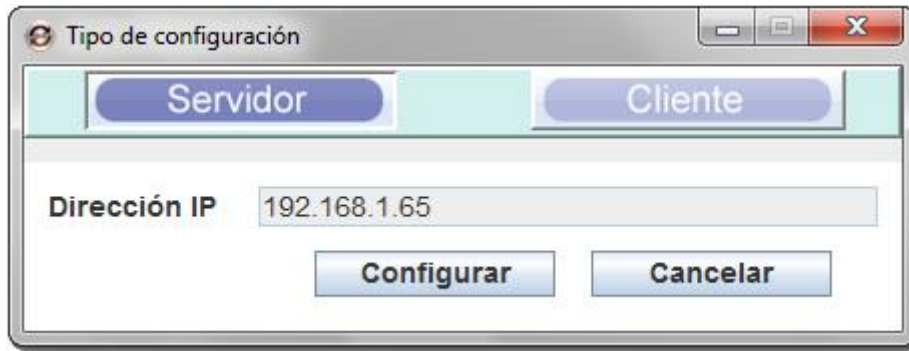 Tipo de configuración
Servidor Cliente
Dirección IP 192.168.1.65
Configurar Cancelar